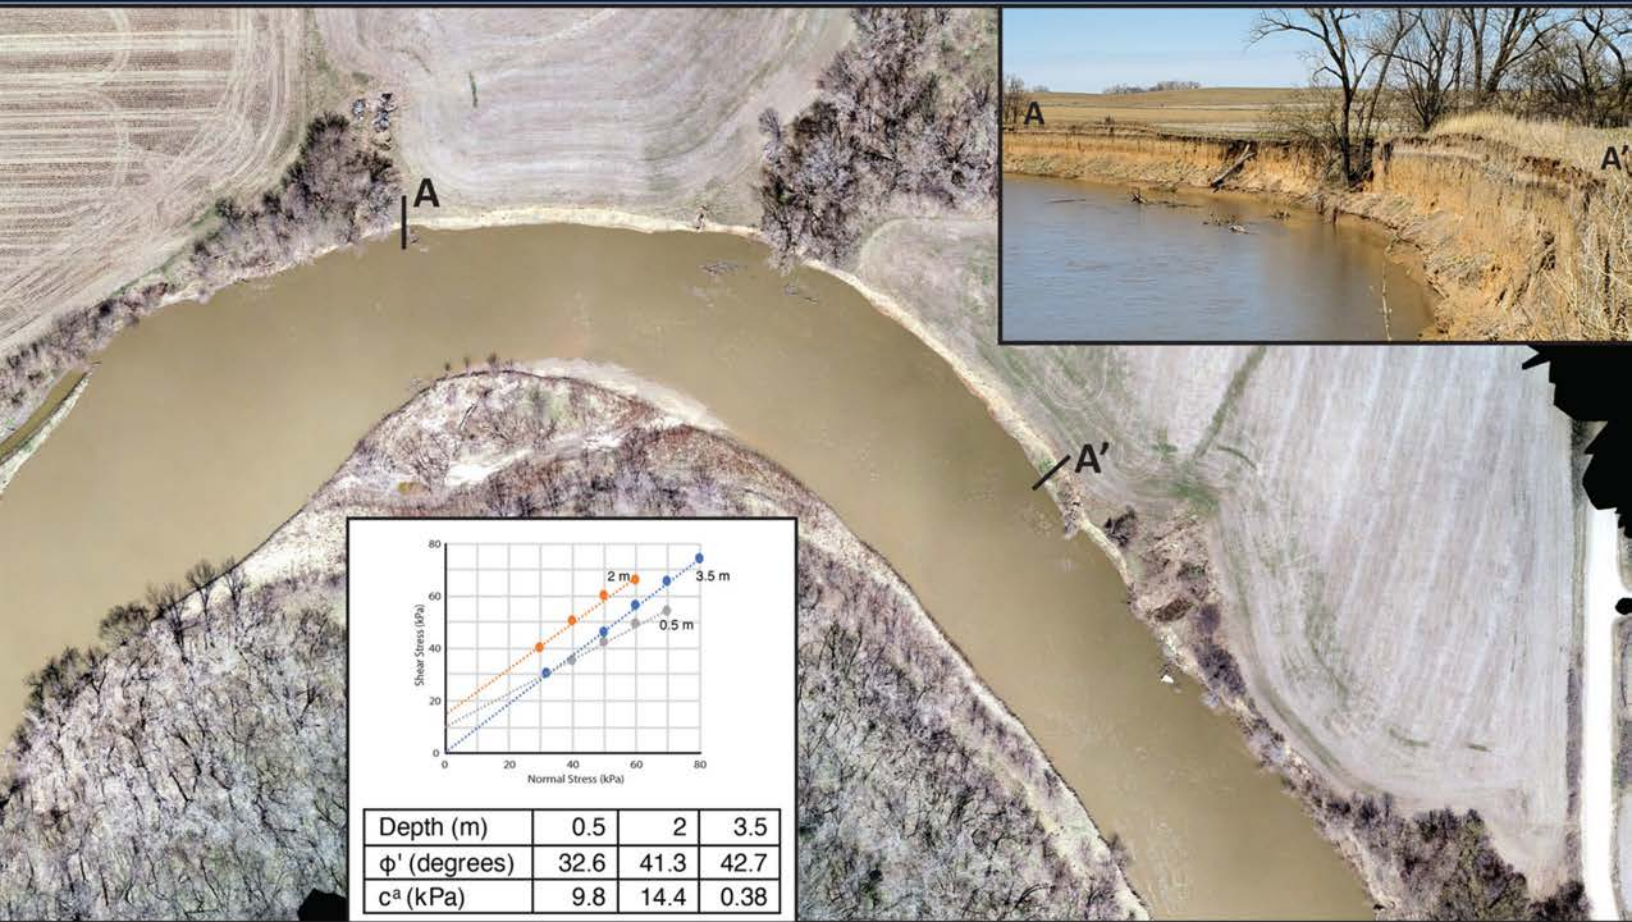 A
A'
A
A'
80
60
40
20
0
Shear Stress (kPa)
2 m
3.5 m
0.5 m
0 20 40 60 80
Normal Stress (kPa)
Depth (m) 0.5 2 3.5
ϕ' (degrees) 32.6 41.3 42.7
cᵃ (kPa) 9.8 14.4 0.38